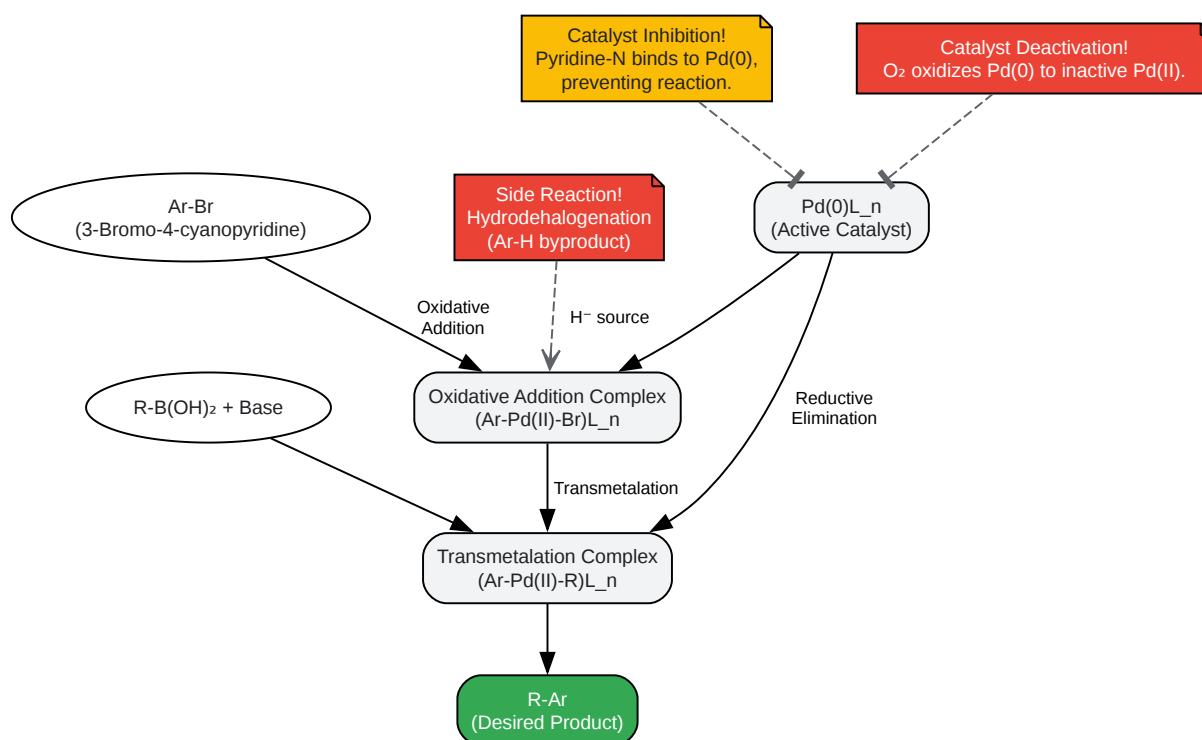 Catalyst Inhibition!
Pyridine-N binds to Pd(0),
preventing reaction.
Catalyst Deactivation!
O₂ oxidizes Pd(0) to inactive Pd(II).
Ar-Br
(3-Bromo-4-cyanopyridine)
Side Reaction!
Hydrodehalogenation
(Ar-H byproduct)
Pd(0)L_n
(Active Catalyst)
Oxidative
Addition
H⁻ source
R-B(OH)₂ + Base
Oxidative Addition Complex
(Ar-Pd(II)-Br)L_n
Reductive
Elimination
Transmetalation
Transmetalation Complex
(Ar-Pd(II)-R)L_n
R-Ar
(Desired Product)